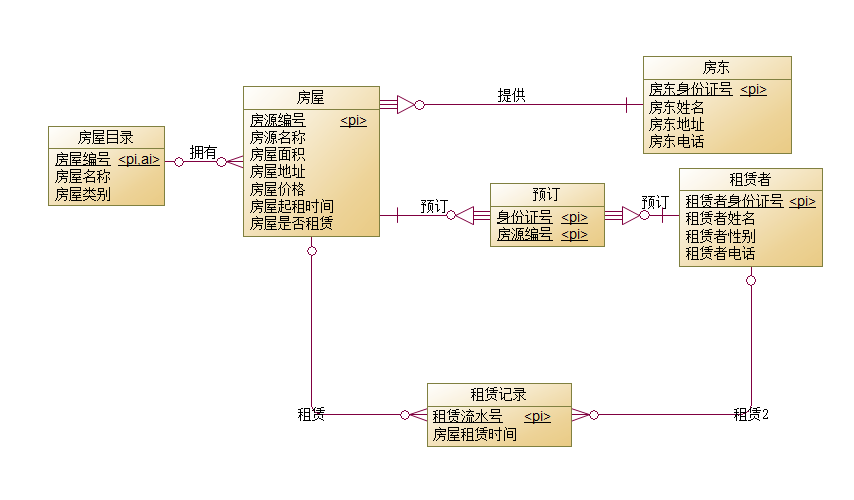 房东
房东身份证号 <pi>
房东姓名
房东地址
房东电话
提供
房屋
房源编号 <pi>
房源名称
房屋面积
房屋地址
房屋价格
房屋起租时间
房屋是否租赁
房屋目录
房屋编号 <pi,ai>
房屋名称
房屋类别
拥有
预订
预订
身份证号 <pi>
房源编号 <pi>
预订
租赁者
租赁者身份证号 <pi>
租赁者姓名
租赁者性别
租赁者电话
租赁记录
租赁流水号 <pi>
房屋租赁时间
租赁
租赁2